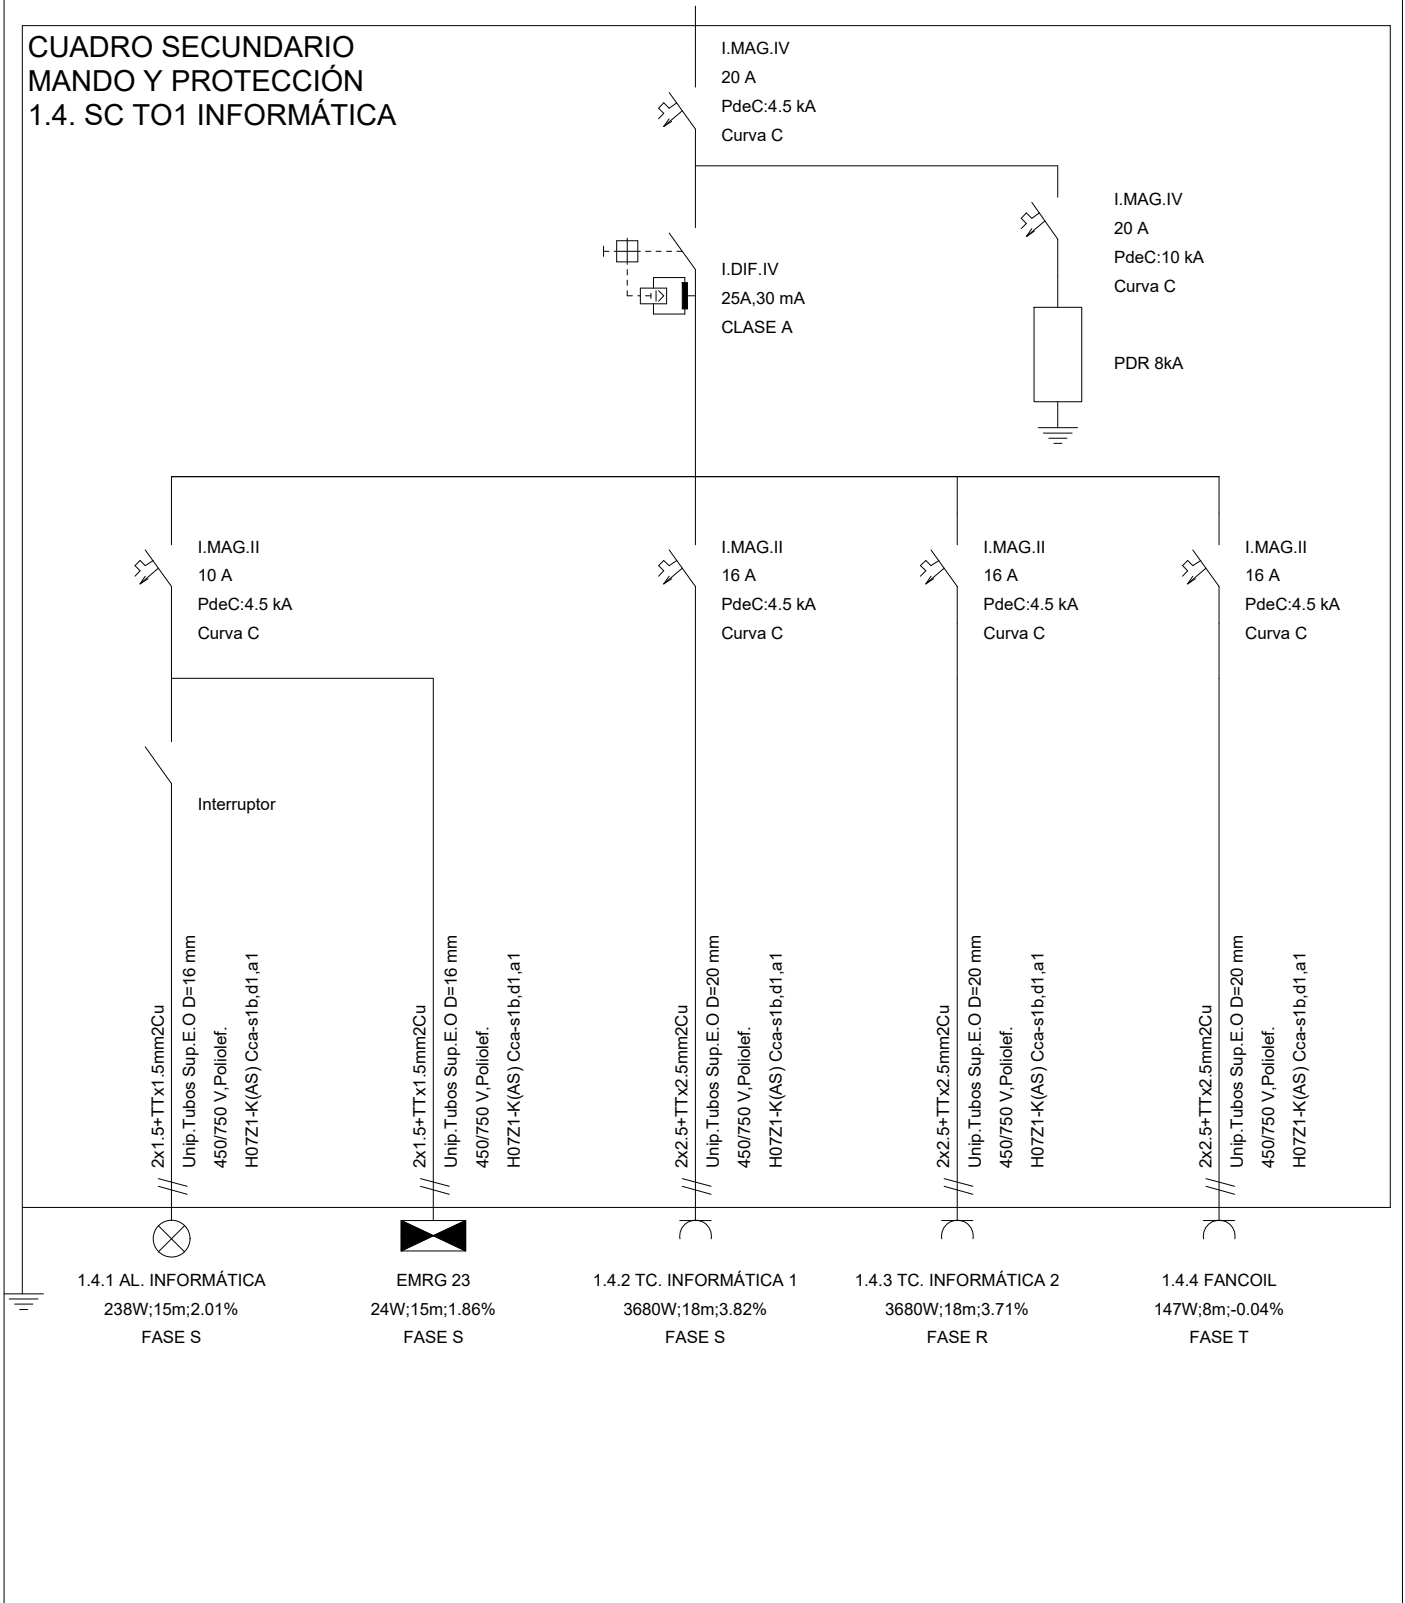 CUADRO SECUNDARIO
MANDO Y PROTECCIÓN
1.4. SC TO1 INFORMÁTICA
I.MAG.IV
20 A
PdeC:4.5 kA
Curva C
I.MAG.IV
20 A
PdeC:10 kA
Curva C
I.DIF.IV
25A,30 mA
CLASE A
PDR 8kA
I.MAG.II
10 A
PdeC:4.5 kA
Curva C
I.MAG.II
16 A
PdeC:4.5 kA
Curva C
I.MAG.II
16 A
PdeC:4.5 kA
Curva C
I.MAG.II
16 A
PdeC:4.5 kA
Curva C
Interruptor
2x1.5+TTx1.5mm2Cu
Unip.Tubos Sup.E.O D=16 mm
450/750 V,Poliolef.
H07Z1-K(AS) Cca-s1b,d1,a1
2x1.5+TTx1.5mm2Cu
Unip.Tubos Sup.E.O D=16 mm
450/750 V,Poliolef.
H07Z1-K(AS) Cca-s1b,d1,a1
2x2.5+TTx2.5mm2Cu
Unip.Tubos Sup.E.O D=20 mm
450/750 V,Poliolef.
H07Z1-K(AS) Cca-s1b,d1,a1
2x2.5+TTx2.5mm2Cu
Unip.Tubos Sup.E.O D=20 mm
450/750 V,Poliolef.
H07Z1-K(AS) Cca-s1b,d1,a1
2x2.5+TTx2.5mm2Cu
Unip.Tubos Sup.E.O D=20 mm
450/750 V,Poliolef.
H07Z1-K(AS) Cca-s1b,d1,a1
1.4.1 AL. INFORMÁTICA
238W;15m;2.01%
FASE S
EMRG 23
24W;15m;1.86%
FASE S
1.4.2 TC. INFORMÁTICA 1
3680W;18m;3.82%
FASE S
1.4.3 TC. INFORMÁTICA 2
3680W;18m;3.71%
FASE R
1.4.4 FANCOIL
147W;8m;-0.04%
FASE T